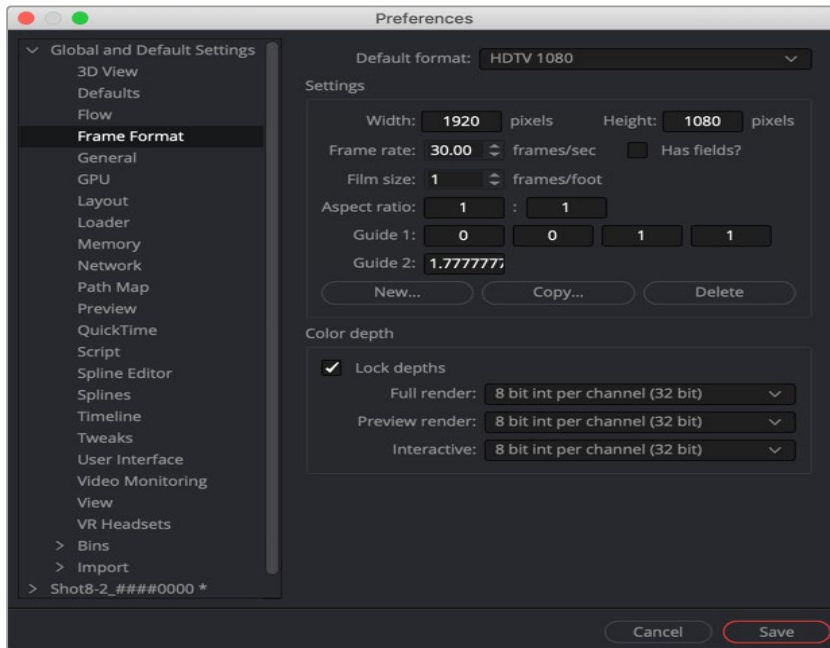 Preferences
Global and Default Settings
3D View
Defaults
Flow
Frame Format
General
GPU
Layout
Loader
Memory
Network
Path Map
Preview
QuickTime
Script
Spline Editor
Splines
Timeline
Tweaks
User Interface
Video Monitoring
View
VR Headsets
Bins
Import
Shot8-2_####0000 *
Default format: HDTV 1080
Settings
Width: 1920 pixels Height: 1080 pixels
Frame rate: 30.00 frames/sec Has fields?
Film size: 1 frames/foot
Aspect ratio: 1 : 1
Guide 1: 0 0 1 1
Guide 2: 1.7777777
New... Copy... Delete
Color depth
Lock depths
Full render: 8 bit int per channel (32 bit)
Preview render: 8 bit int per channel (32 bit)
Interactive: 8 bit int per channel (32 bit)
Cancel Save